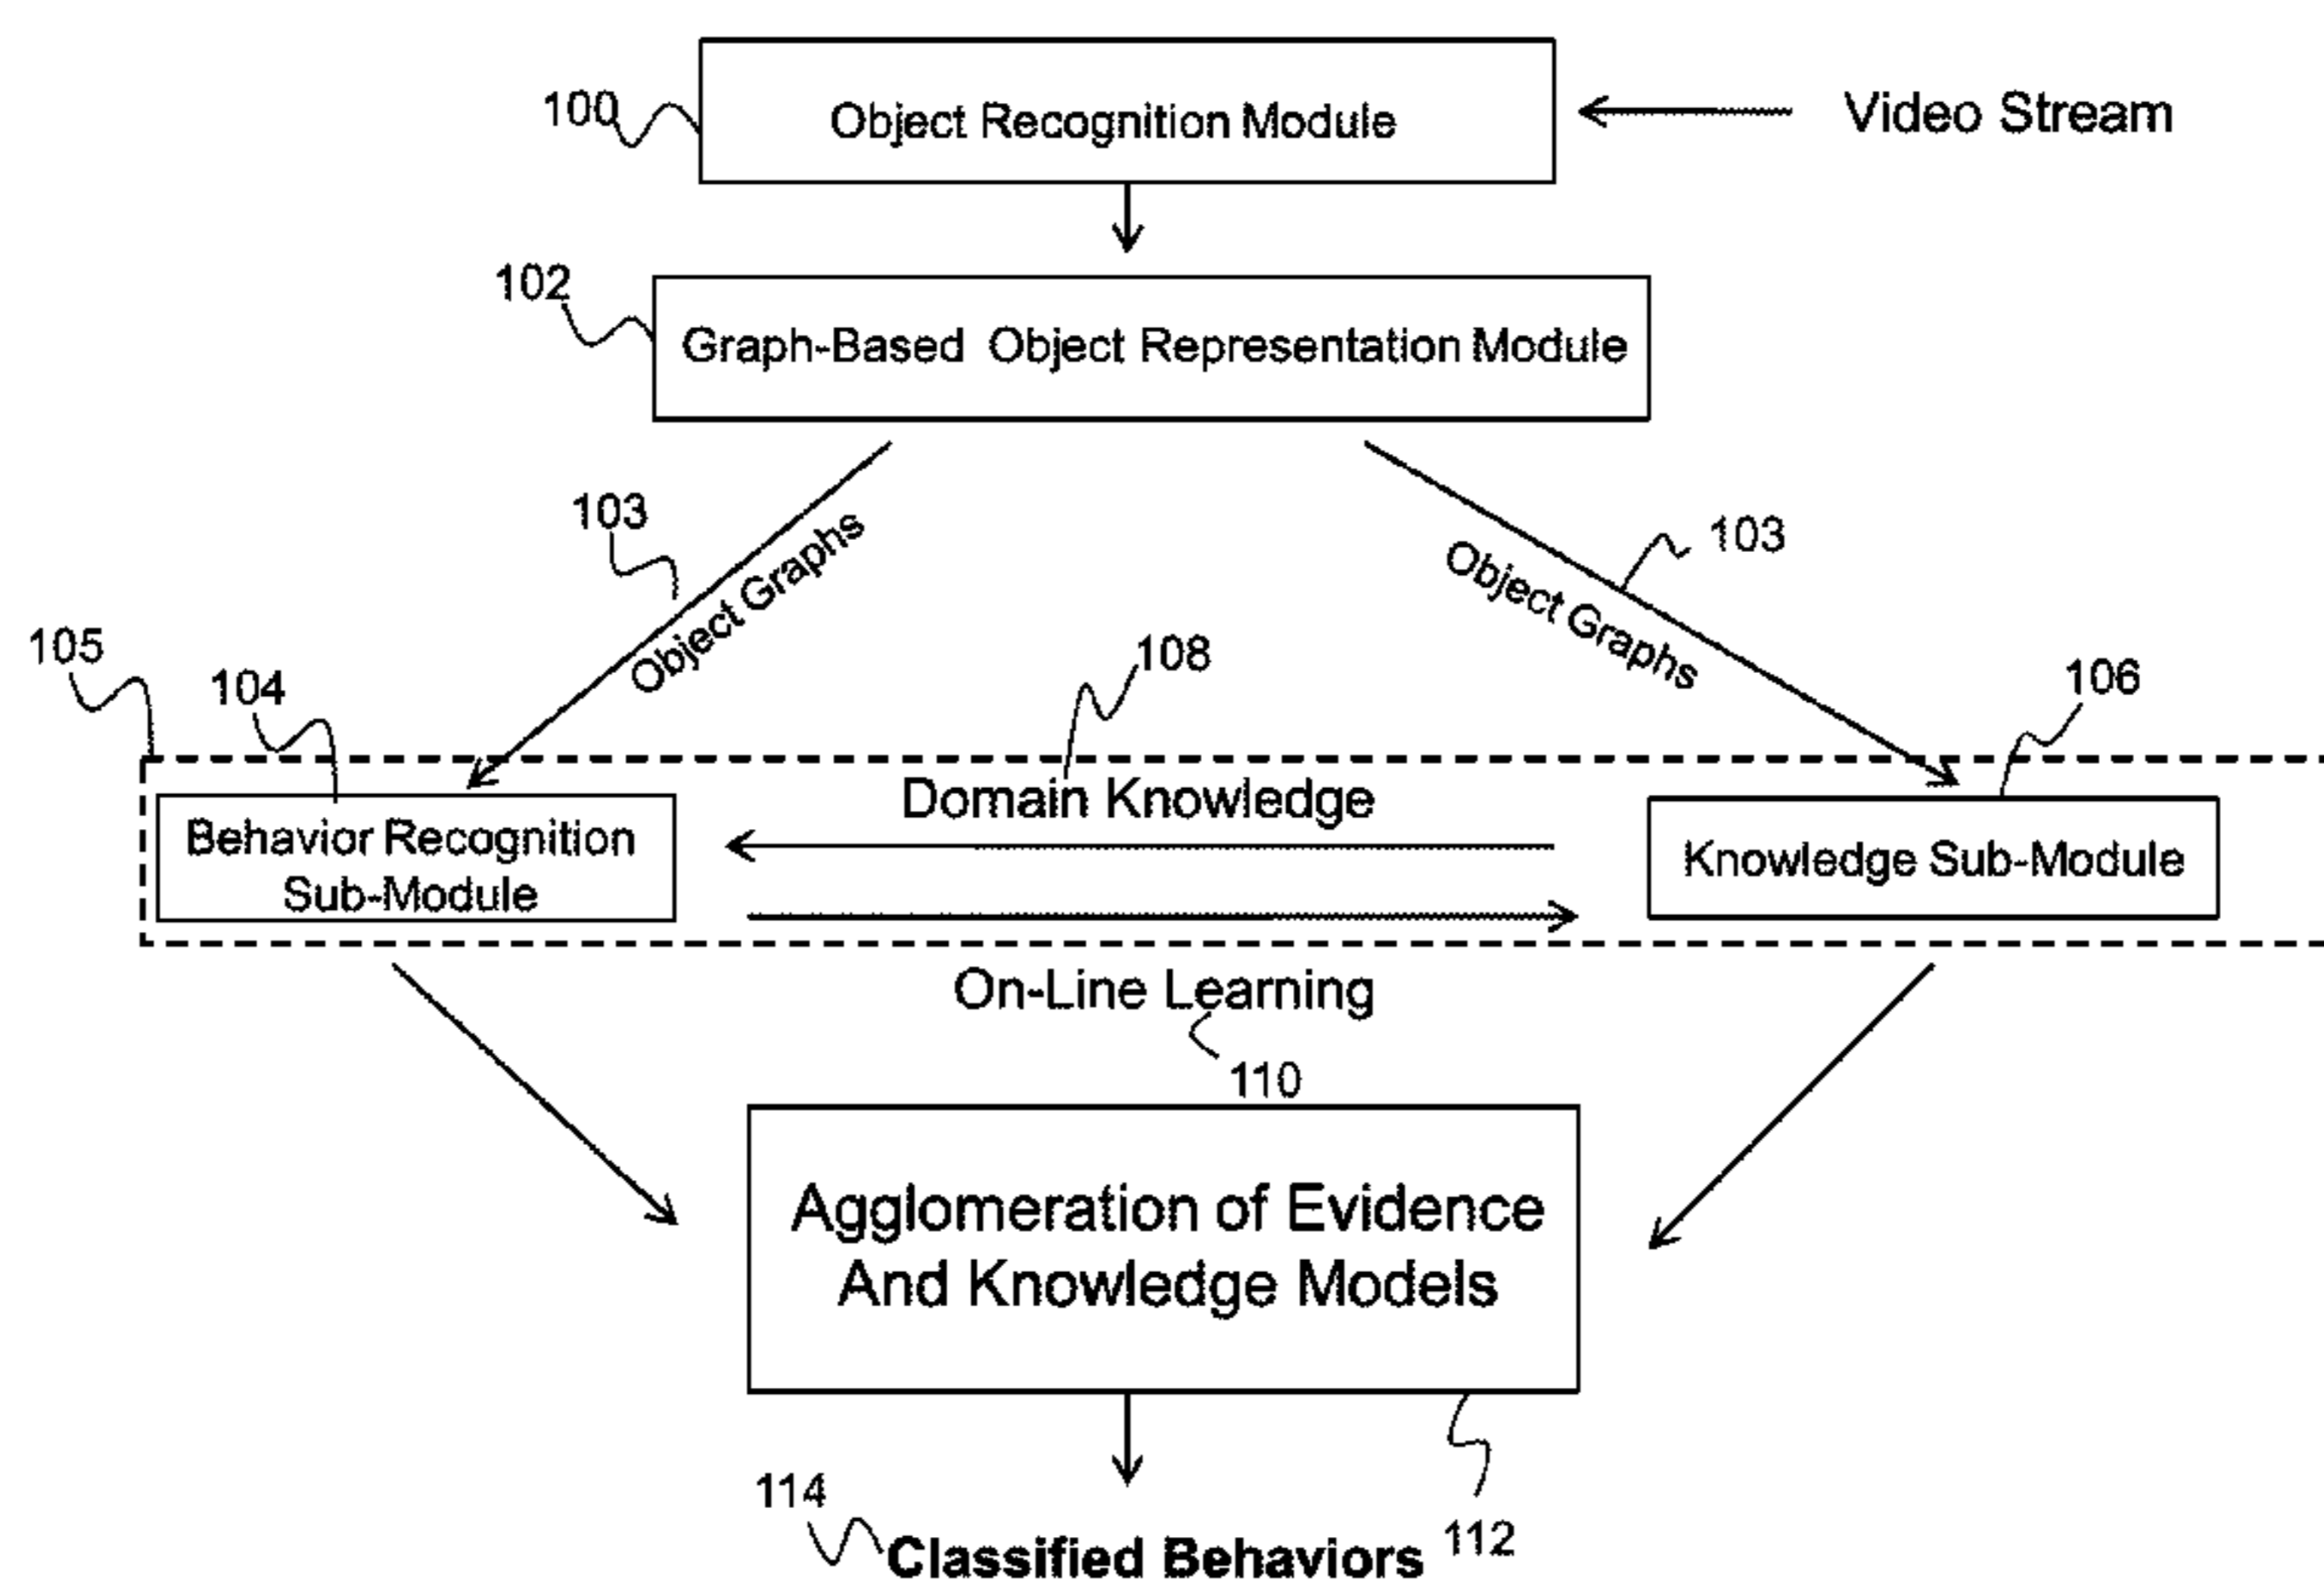 100
Object Recognition Module
Video Stream
102
Graph-Based Object Representation Module
103
Object Graphs
103
Object Graphs
105
104
108
106
Domain Knowledge
Behavior Recognition
Sub-Module
Knowledge Sub-Module
On-Line Learning
110
Agglomeration of Evidence
And Knowledge Models
114
112
Classified Behaviors